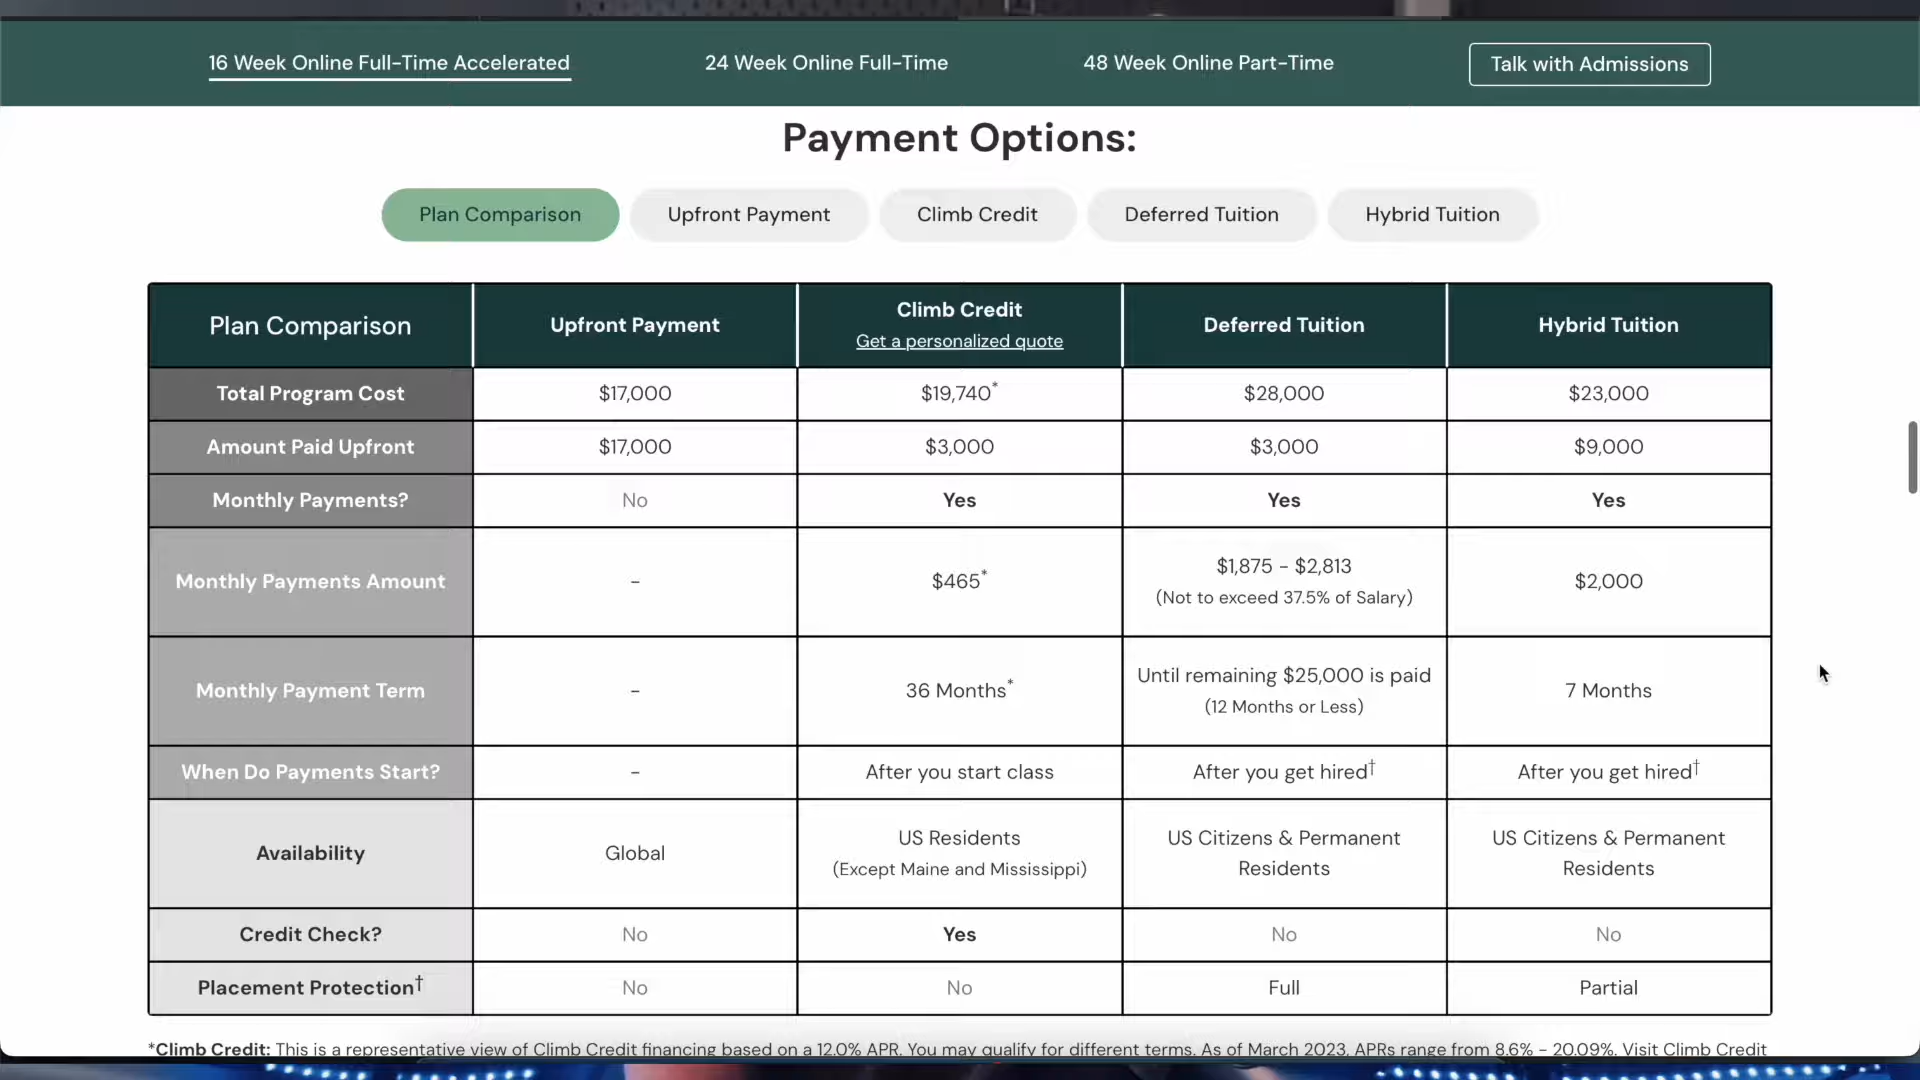 16 Week Online Full-Time Accelerated
24 Week Online Full-Time
48 Week Online Part-Time
Talk with Admissions
Payment Options:
Plan Comparison
Upfront Payment
Climb Credit
Deferred Tuition
Hybrid Tuition
Plan Comparison
Upfront Payment
Climb Credit
Get a personalized quote
Deferred Tuition
Hybrid Tuition
Total Program Cost
$17,000
$19,740*
$28,000
$23,000
Amount Paid Upfront
$17,000
$3,000
$3,000
$9,000
Monthly Payments?
No
Yes
Yes
Yes
Monthly Payments Amount
-
$465*
$1,875 - $2,813
(Not to exceed 37.5% of Salary)
$2,000
Monthly Payment Term
-
36 Months*
Until remaining $25,000 is paid
(12 Months or Less)
7 Months
When Do Payments Start?
-
After you start class
After you get hired†
After you get hired†
Availability
Global
US Residents
(Except Maine and Mississippi)
US Citizens & Permanent
Residents
US Citizens & Permanent
Residents
Credit Check?
No
Yes
No
No
Placement Protection†
No
No
Full
Partial
*Climb Credit: This is a representative view of Climb Credit financing based on a 12.0% APR. You may qualify for different terms. As of March 2023, APRs range from 8.6% - 20.09%. Visit Climb Credit